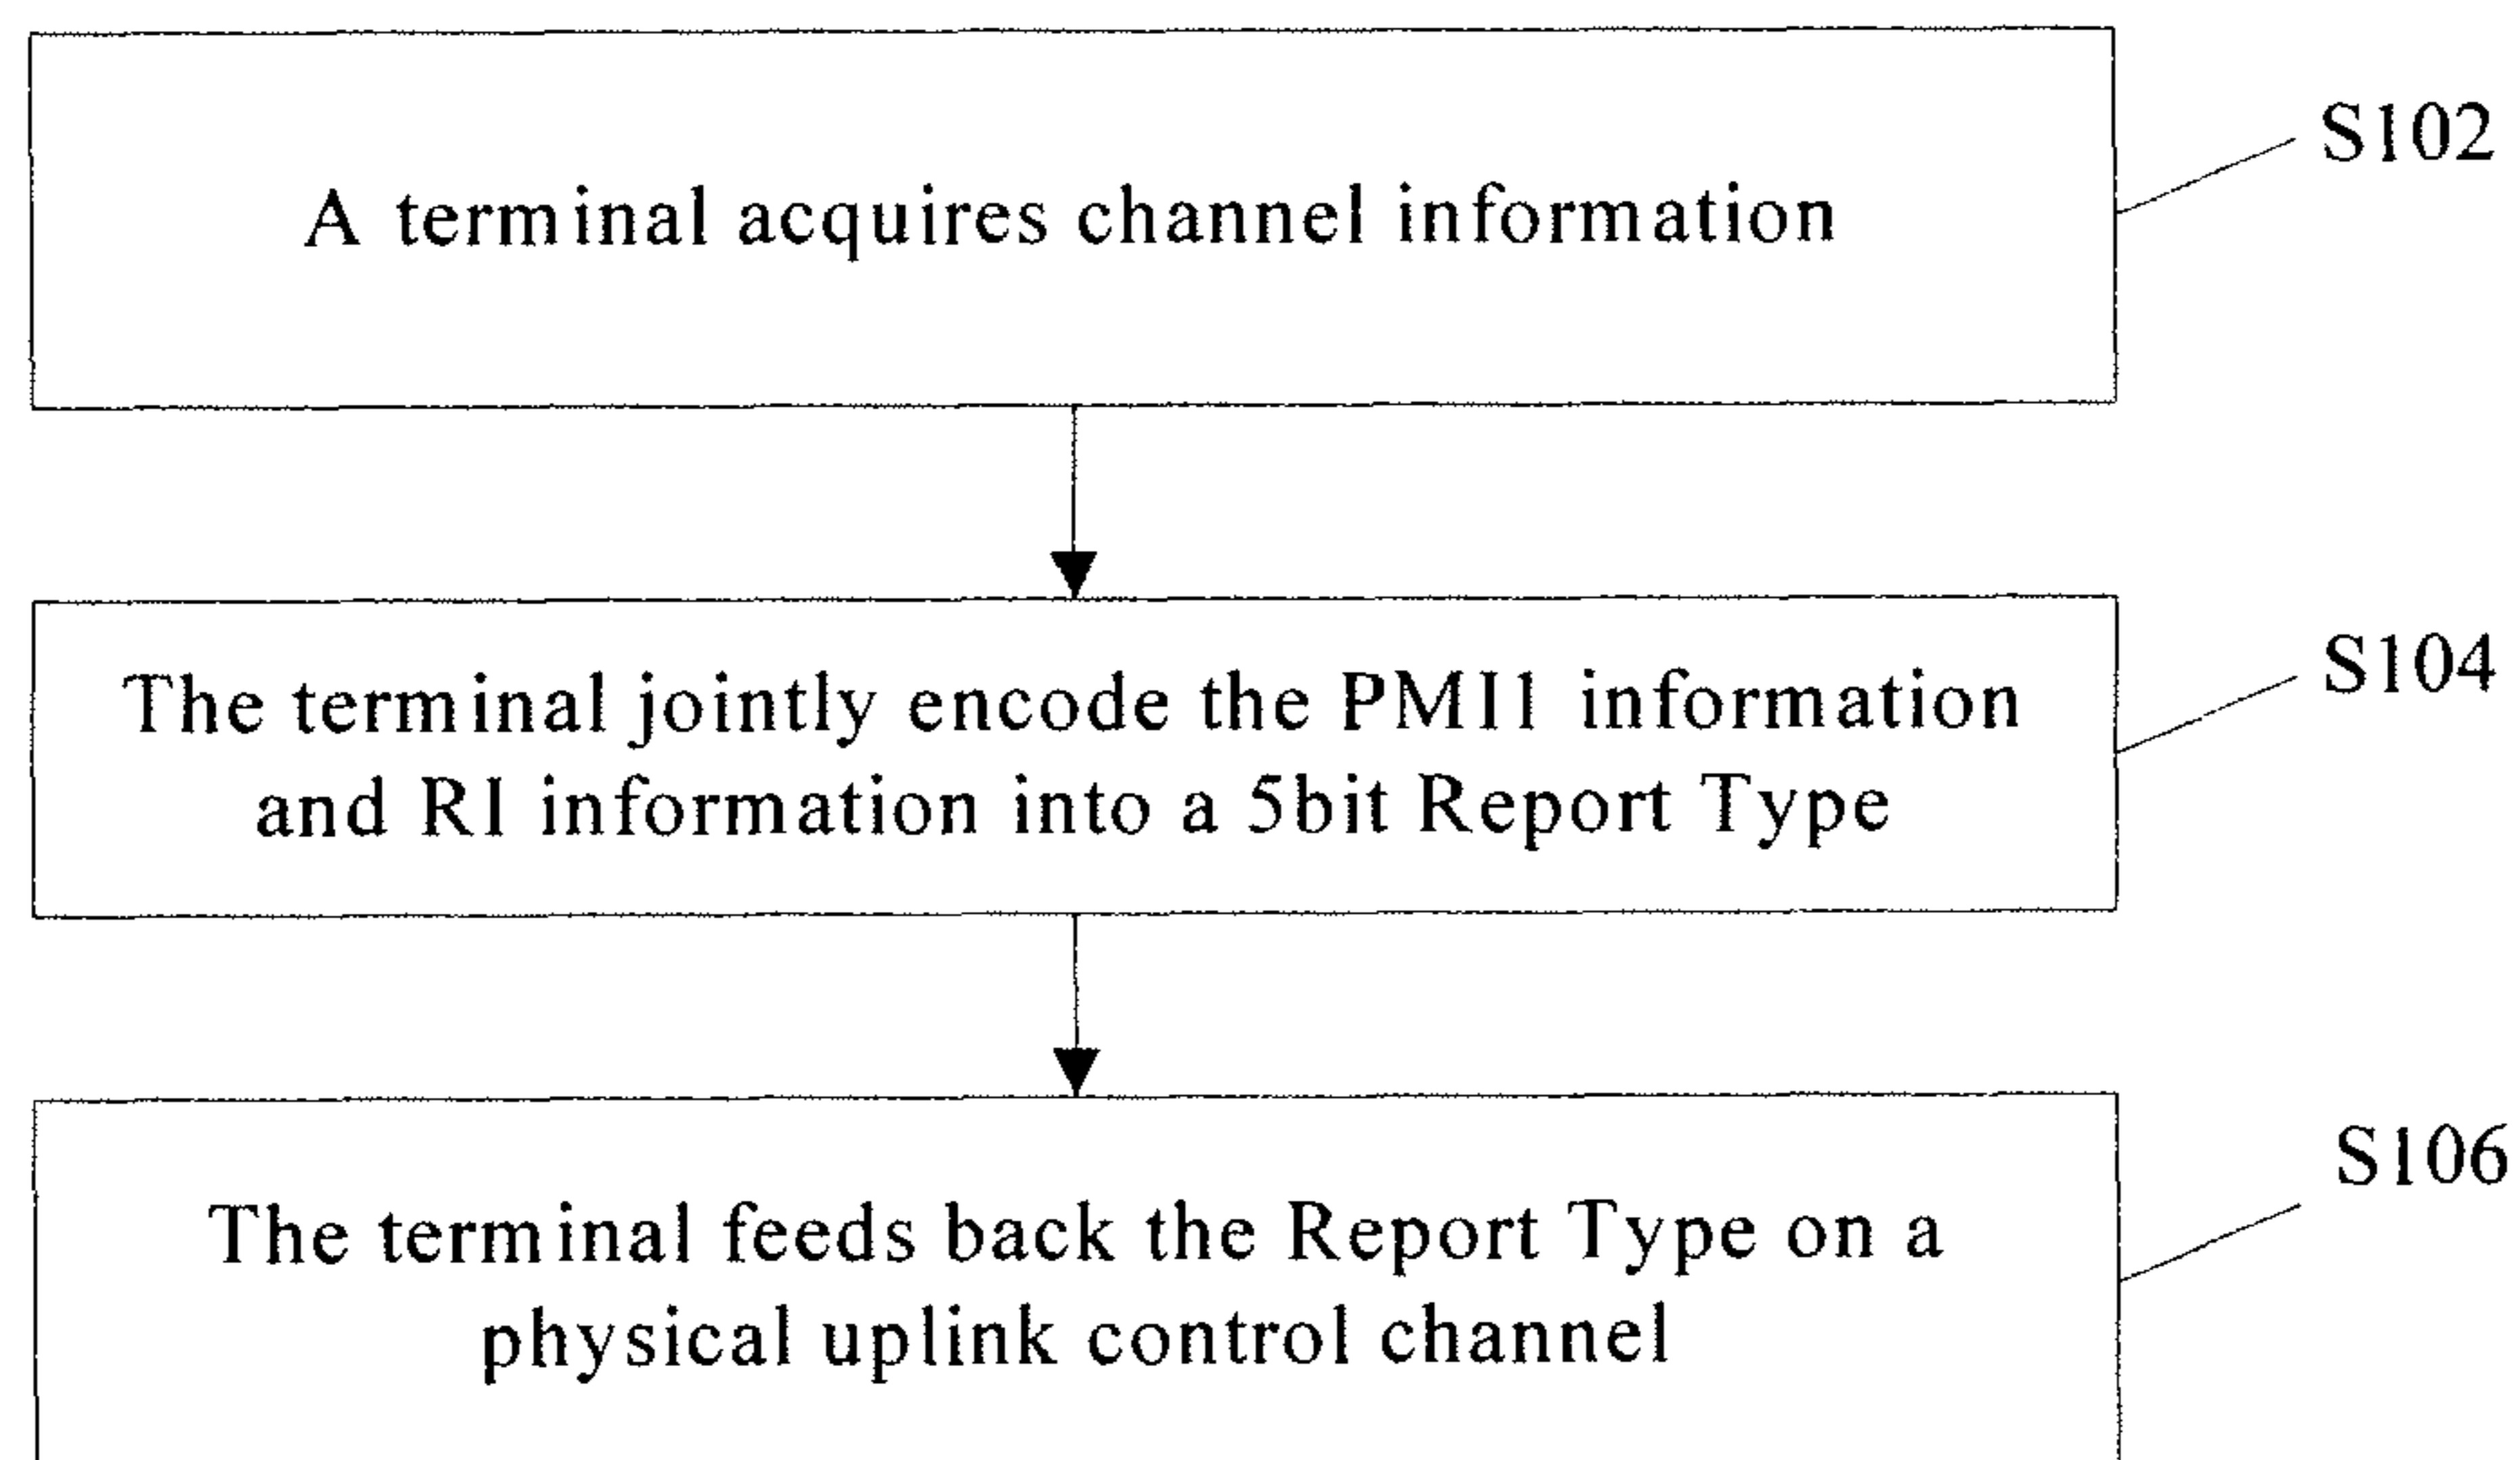 S102
A terminal acquires channel information
S104
The terminal jointly encode the PMI1 information
and RI information into a 5bit Report Type
S106
The terminal feeds back the Report Type on a
physical uplink control channel